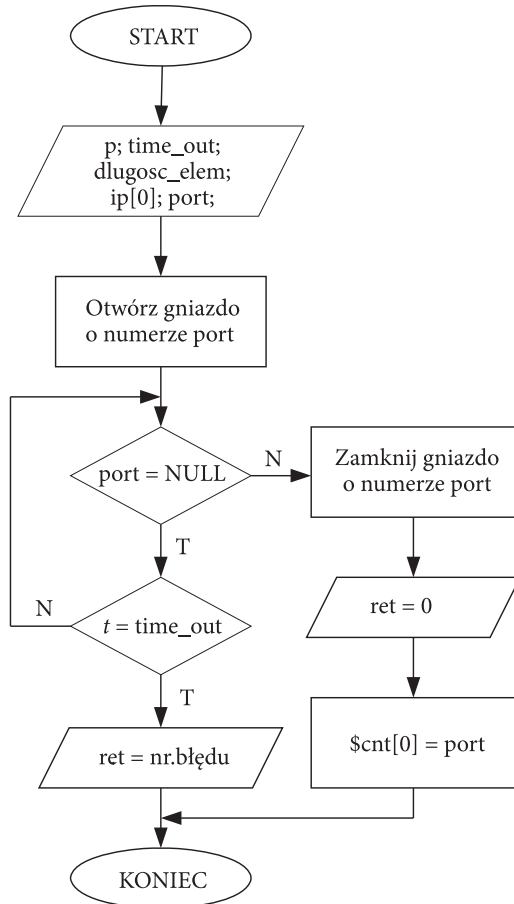 START
p; time_out;
dlugosc_elem;
ip[0]; port;
Otwórz gniazdo
o numerze port
port = NULL
N
Zamknij gniazdo
o numerze port
T
ret = 0
N
t = time_out
T
$cnt[0] = port
ret = nr.błędu
KONIEC